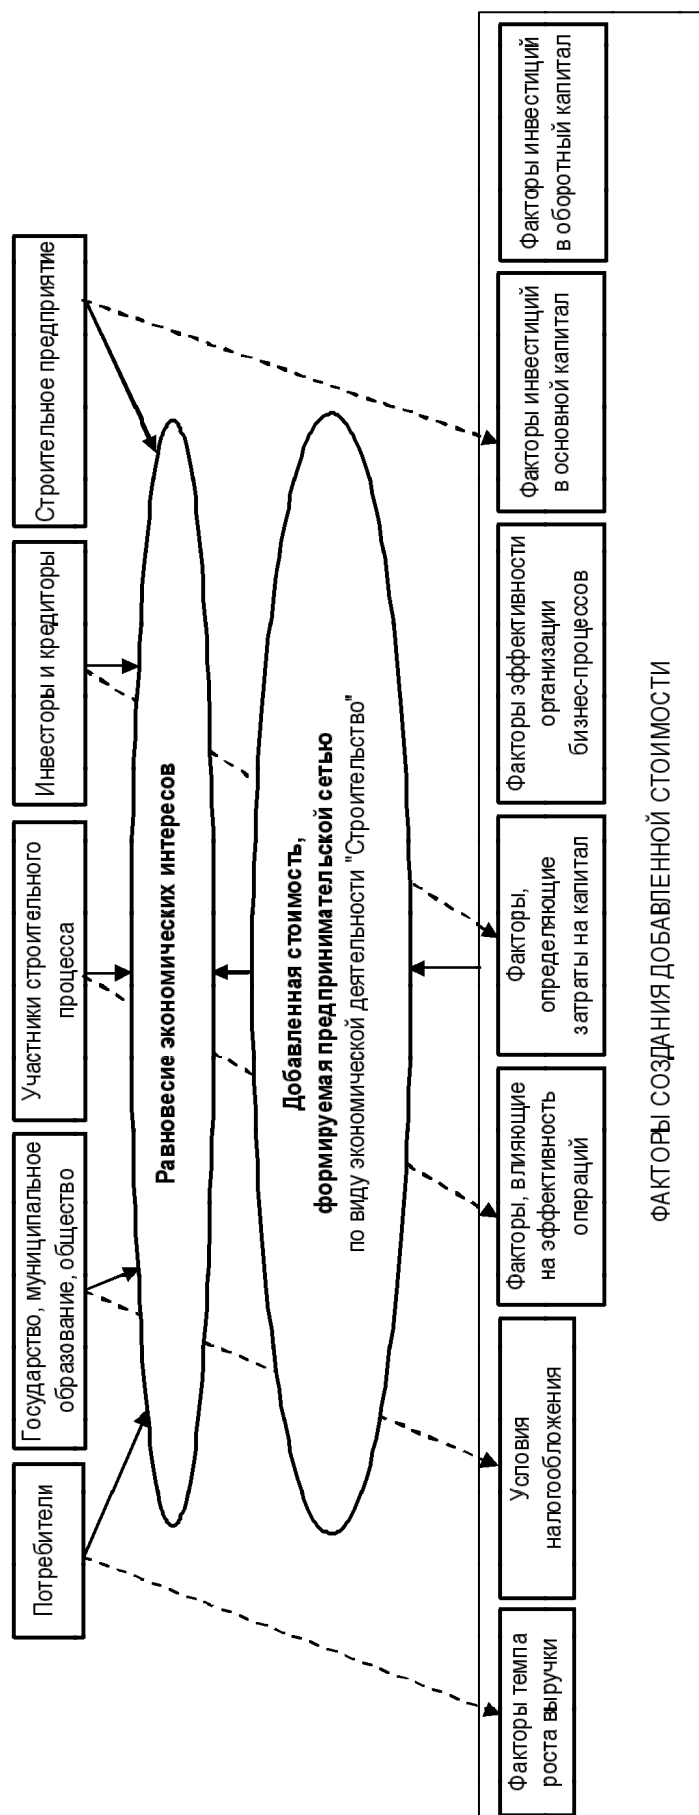 Потребители
Государство, муниципальное
образование, общество
Участники строительного
процесса
Инвесторы и кредиторы
Строительное предприятие
Равновесие экономических интересов
Добавленная стоимость,
формируемая предпринимательской сетью
по виду экономической деятельности "Строительство"
Факторы темпа
роста выручки
Условия
налогообложения
Факторы, влияющие
на эффективность
операций
Факторы,
определяющие
затраты на капитал
Факторы эффективности
организации
бизнес-процессов
Факторы инвестиций
в основной капитал
Факторы инвестиций
в оборотный капитал
ФАКТОРЫ СОЗДАНИЯ ДОБАВЛЕННОЙ СТОИМОСТИ